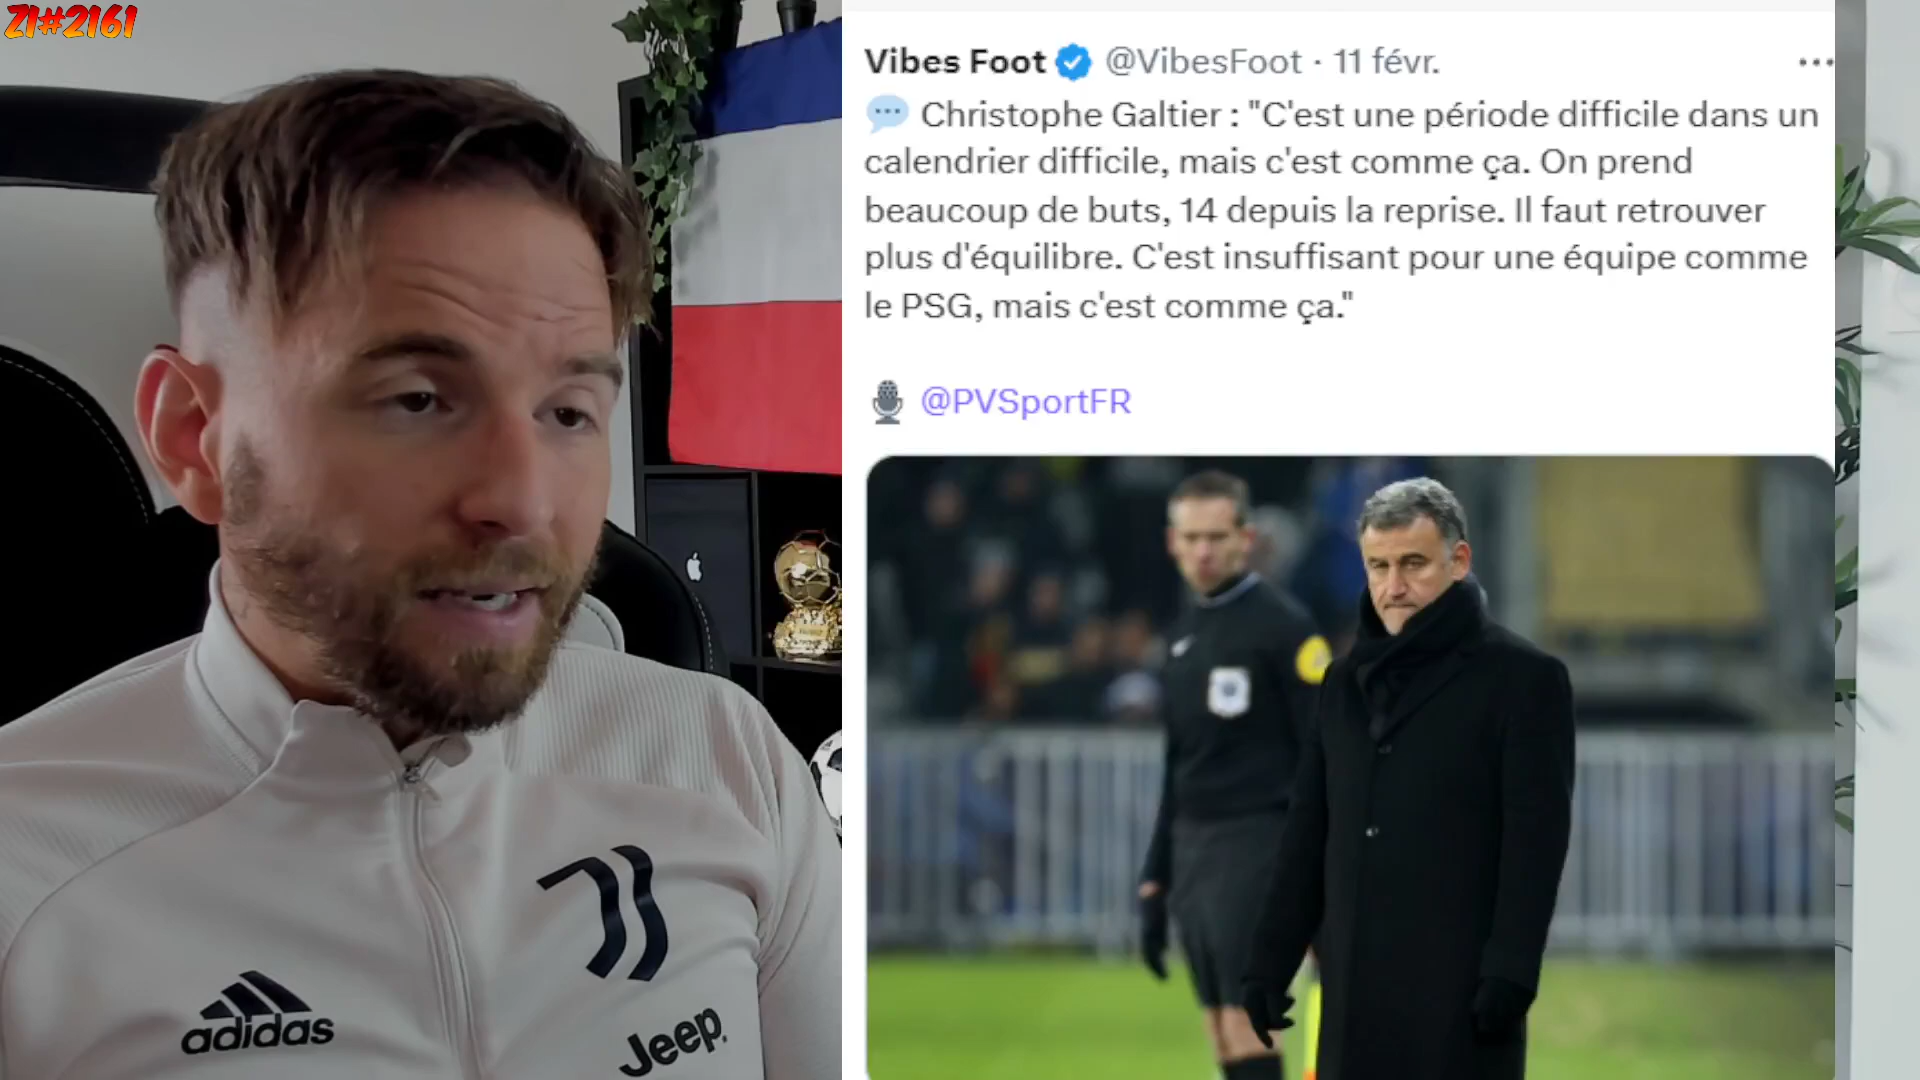 Z1#2161
Vibes Foot @VibesFoot · 11 févr.
Christophe Galtier : "C'est une période difficile dans un
calendrier difficile, mais c'est comme ça. On prend
beaucoup de buts, 14 depuis la reprise. Il faut retrouver
plus d'équilibre. C'est insuffisant pour une équipe comme
le PSG, mais c'est comme ça."
@PVSportFR
adidas
Jeep